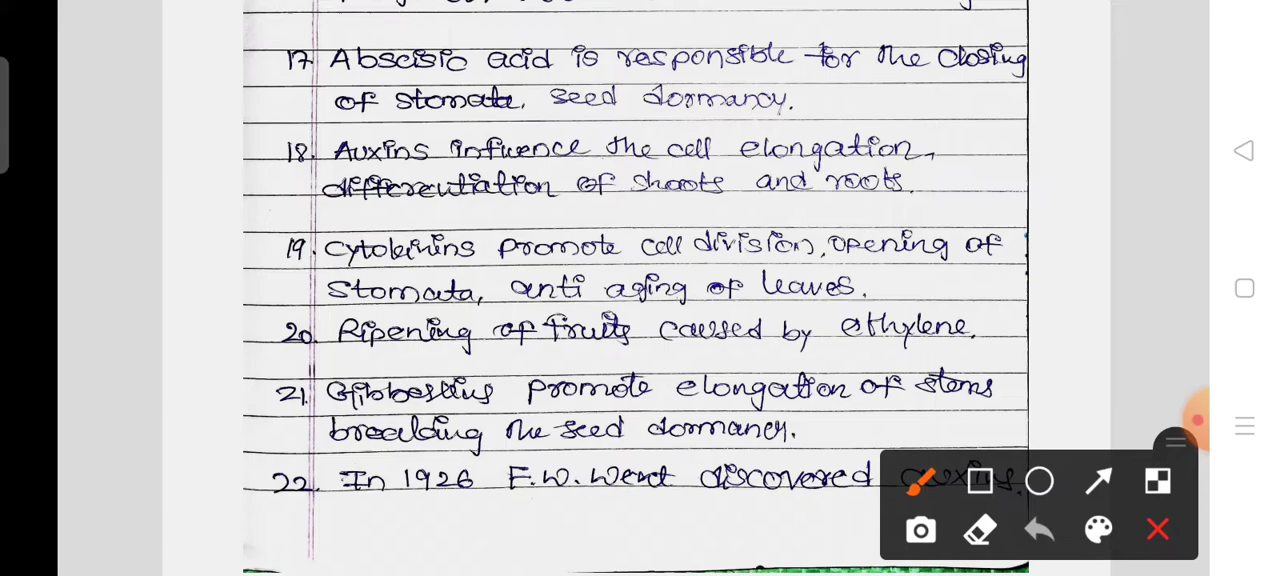 17. Abscisic acid is responsible for the closing
of stomata, seed dormancy.
18. Auxins infuence the cell elongation,
differentiation of shoots and roots.
19. Cytokinins promote cell division, opening of
stomata, anti aging of leaves.
20. Ripening of fruits caused by ethylene.
21. promote elongation of stems
breaking the seed dormancy.
22. In 1926 F.W. Went discovered auxins.